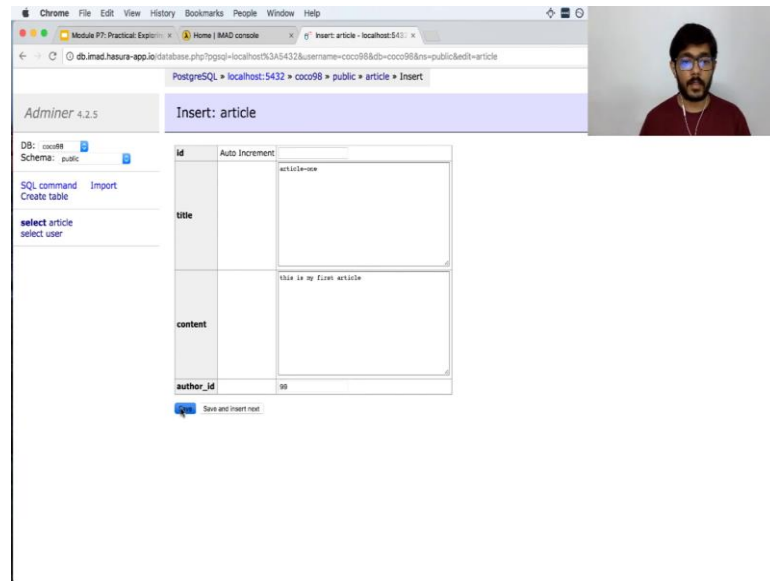 Chrome File Edit View History Bookmarks People Window Help
Module P7: Practical: Explorin × Home | IMAD console × Insert: article - localhost:543 ×
db.imad.hasura-app.io/database.php?pgsql=localhost%3A5432&username=coco98&db=coco98&ns=public&edit=article
PostgreSQL » localhost:5432 » coco98 » public » article » Insert
Adminer 4.2.5
Insert: article
DB: coco98
Schema: public
SQL command Import
Create table
select article
select user
id Auto Increment
title
article-one
content
this is my first article
author_id 99
Save Save and insert next